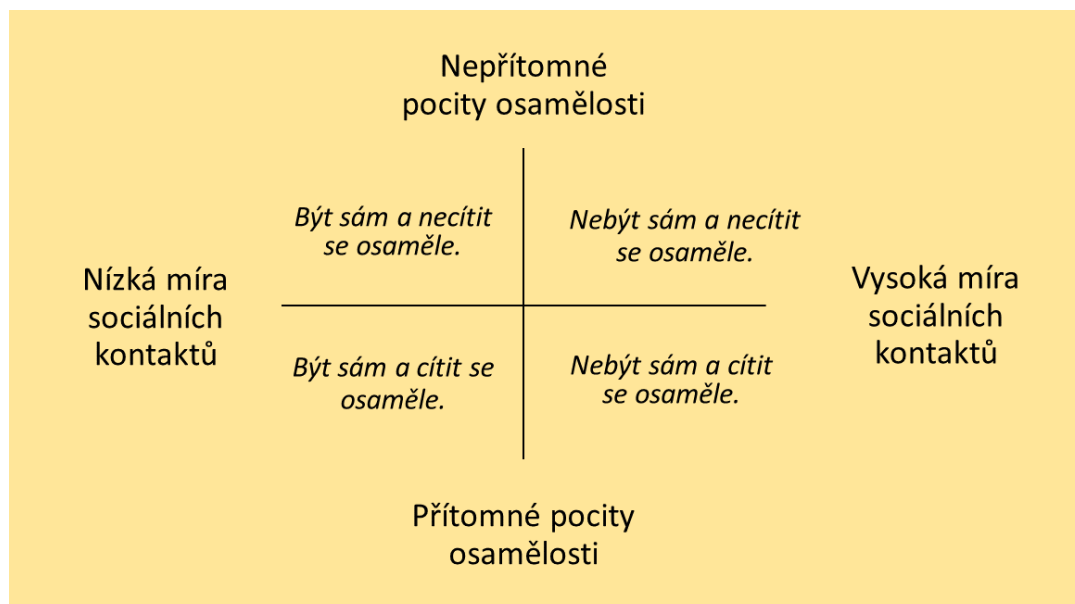 Nepřítomné
pocity osamělosti
Být sám a necítit
se osaměle.
Nebýt sám a necítit
se osaměle.
Nízká míra
sociálních
kontaktů
Vysoká míra
sociálních
kontaktů
Být sám a cítit se
osaměle.
Nebýt sám a cítit
se osaměle.
Přítomné pocity
osamělosti